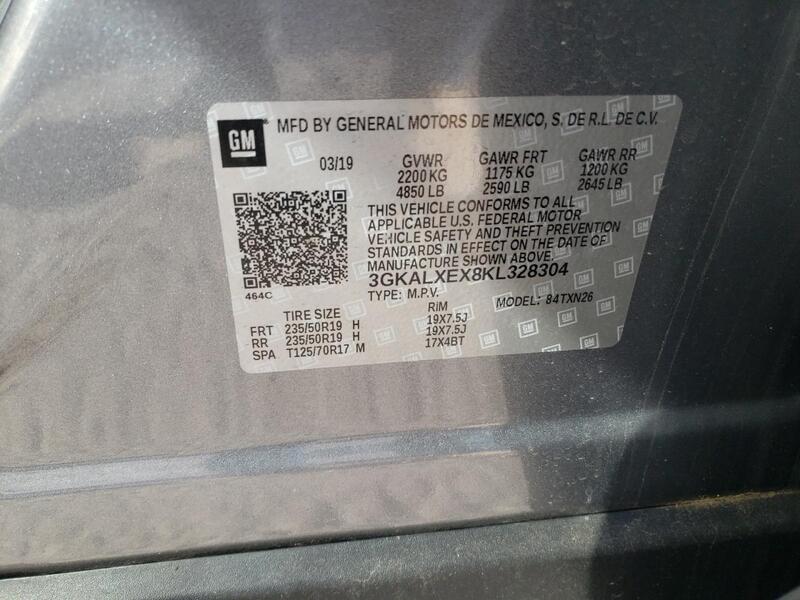 GM MFD BY GENERAL MOTORS DE MEXICO, S. DE R.L. DE C.V.
03/19 GVWR GAWR FRT GAWR RR
2200 KG 1175 KG 1200 KG
4850 LB 2590 LB 2645 LB
THIS VEHICLE CONFORMS TO ALL
APPLICABLE U.S. FEDERAL MOTOR
VEHICLE SAFETY AND THEFT PREVENTION
STANDARDS IN EFFECT ON THE DATE OF
MANUFACTURE SHOWN ABOVE.
3GKALXEX8KL328304
464C
TYPE: M.P.V. MODEL: 84TXN26
TIRE SIZE RIM
FRT 235/50R19 H 19X7.5J
RR 235/50R19 H 19X7.5J
SPA T125/70R17 M 17X4BT